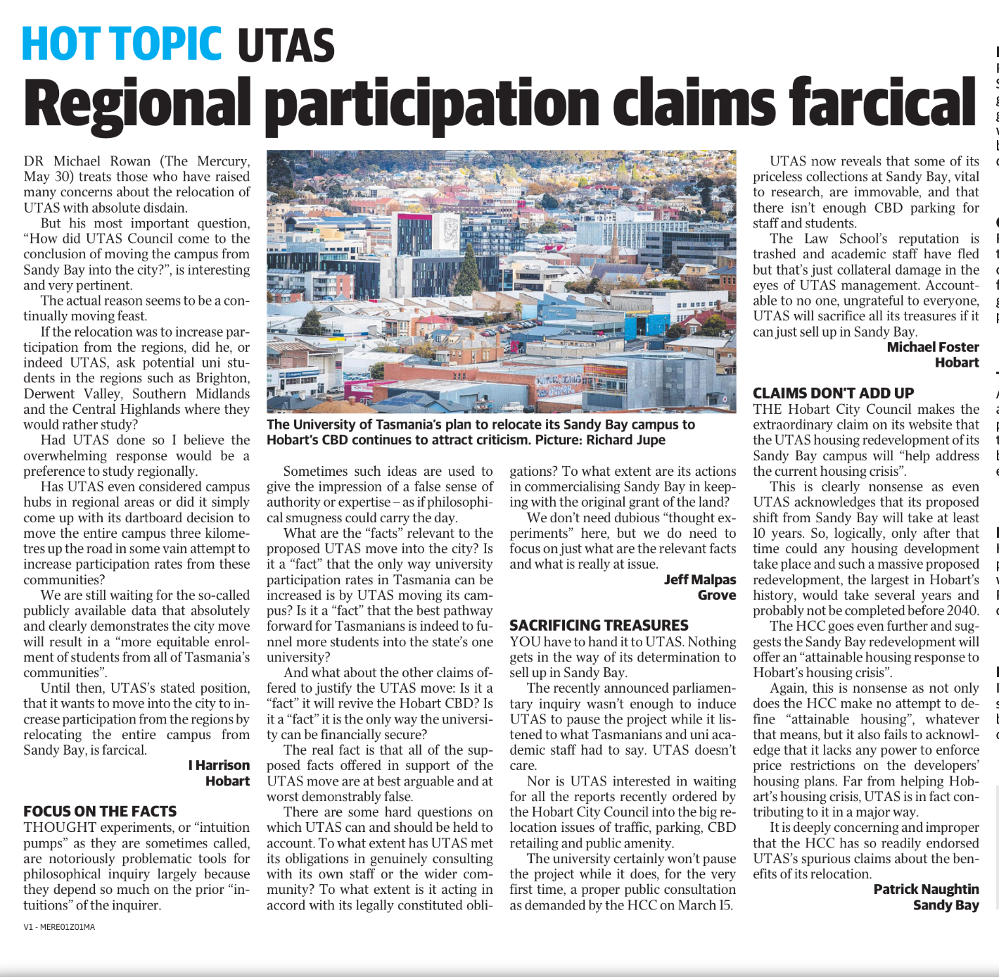 HOT TOPIC UTAS
Regional participation claims farcical
DR Michael Rowan (The Mercury,
May 30) treats those who have raised
many concerns about the relocation of
UTAS with absolute disdain.
But his most important question,
“How did UTAS Council come to the
conclusion of moving the campus from
Sandy Bay into the city?”, is interesting
and very pertinent.
The actual reason seems to be a con-
tinually moving feast.
If the relocation was to increase par-
ticipation from the regions, did he, or
indeed UTAS, ask potential uni stu-
dents in the regions such as Brighton,
Derwent Valley, Southern Midlands
and the Central Highlands where they
would rather study?
Had UTAS done so I believe the
overwhelming response would be a
preference to study regionally.
Has UTAS even considered campus
hubs in regional areas or did it simply
come up with its dartboard decision to
move the entire campus three kilome-
tres up the road in some vain attempt to
increase participation rates from these
communities?
We are still waiting for the so-called
publicly available data that absolutely
and clearly demonstrates the city move
will result in a “more equitable enrol-
ment of students from all of Tasmania’s
communities”.
Until then, UTAS’s stated position,
that it wants to move into the city to in-
crease participation from the regions by
relocating the entire campus from
Sandy Bay, is farcical.
I Harrison
Hobart
FOCUS ON THE FACTS
THOUGHT experiments, or “intuition
pumps” as they are sometimes called,
are notoriously problematic tools for
philosophical inquiry largely because
they depend so much on the prior “in-
tuitions” of the inquirer.
The University of Tasmania’s plan to relocate its Sandy Bay campus to
Hobart’s CBD continues to attract criticism. Picture: Richard Jupe
Sometimes such ideas are used to
give the impression of a false sense of
authority or expertise – as if philosophi-
cal smugness could carry the day.
What are the “facts” relevant to the
proposed UTAS move into the city? Is
it a “fact” that the only way university
participation rates in Tasmania can be
increased is by UTAS moving its cam-
pus? Is it a “fact” that the best pathway
forward for Tasmanians is indeed to fu-
nnel more students into the state’s one
university?
And what about the other claims of-
fered to justify the UTAS move: Is it a
“fact” it will revive the Hobart CBD? Is
it a “fact” it is the only way the universi-
ty can be financially secure?
The real fact is that all of the sup-
posed facts offered in support of the
UTAS move are at best arguable and at
worst demonstrably false.
There are some hard questions on
which UTAS can and should be held to
account. To what extent has UTAS met
its obligations in genuinely consulting
with its own staff or the wider com-
munity? To what extent is it acting in
accord with its legally constituted obli-
gations? To what extent are its actions
in commercialising Sandy Bay in keep-
ing with the original grant of the land?
We don’t need dubious “thought ex-
periments” here, but we do need to
focus on just what are the relevant facts
and what is really at issue.
Jeff Malpas
Grove
SACRIFICING TREASURES
YOU have to hand it to UTAS. Nothing
gets in the way of its determination to
sell up in Sandy Bay.
The recently announced parliamen-
tary inquiry wasn’t enough to induce
UTAS to pause the project while it lis-
tened to what Tasmanians and uni aca-
demic staff had to say. UTAS doesn’t
care.
Nor is UTAS interested in waiting
for all the reports recently ordered by
the Hobart City Council into the big re-
location issues of traffic, parking, CBD
retailing and public amenity.
The university certainly won’t pause
the project while it does, for the very
first time, a proper public consultation
as demanded by the HCC on March 15.
UTAS now reveals that some of its
priceless collections at Sandy Bay, vital
to research, are immovable, and that
there isn’t enough CBD parking for
staff and students.
The Law School’s reputation is
trashed and academic staff have fled
but that’s just collateral damage in the
eyes of UTAS management. Account-
able to no one, ungrateful to everyone,
UTAS will sacrifice all its treasures if it
can just sell up in Sandy Bay.
Michael Foster
Hobart
CLAIMS DON’T ADD UP
THE Hobart City Council makes the
extraordinary claim on its website that
the UTAS housing redevelopment of its
Sandy Bay campus will “help address
the current housing crisis”.
This is clearly nonsense as even
UTAS acknowledges that its proposed
shift from Sandy Bay will take at least
10 years. So, logically, only after that
time could any housing development
take place and such a massive proposed
redevelopment, the largest in Hobart’s
history, would take several years and
probably not be completed before 2040.
The HCC goes even further and sug-
gests the Sandy Bay redevelopment will
offer an “attainable housing response to
Hobart’s housing crisis”.
Again, this is nonsense as not only
does the HCC make no attempt to de-
fine “attainable housing”, whatever
that means, but it also fails to acknowl-
edge that it lacks any power to enforce
price restrictions on the developers’
housing plans. Far from helping Hob-
art’s housing crisis, UTAS is in fact con-
tributing to it in a major way.
It is deeply concerning and improper
that the HCC has so readily endorsed
UTAS’s spurious claims about the ben-
efits of its relocation.
Patrick Naughtin
Sandy Bay
V1 - MERE01Z01MA